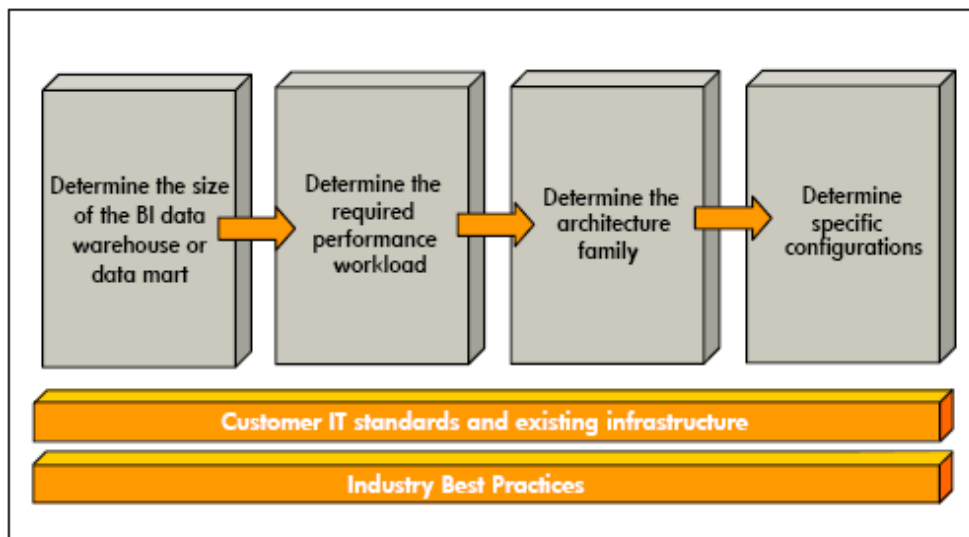 Determine the size
of the BI data
warehouse or
data mart
Determine the
required
performance
workload
Determine the
architecture
family
Determine
specific
configurations
Customer IT standards and existing infrastructure
Industry Best Practices